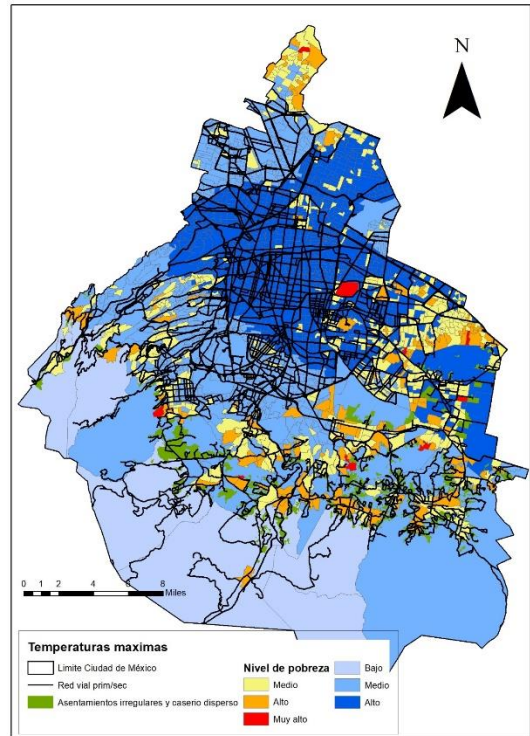 N
0 1 2 4 6 8
Miles
Temperaturas maximas
Limite Ciudad de México
Red vial prim/sec
Asentamientos irregulares y caserio disperso
Nivel de pobreza
Medio
Alto
Muy alto
Bajo
Medio
Alto